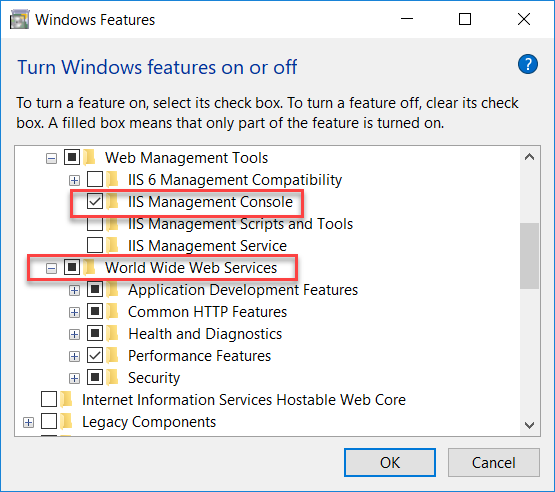 Windows Features
Turn Windows features on or off
?
To turn a feature on, select its check box. To turn a feature off, clear its check
box. A filled box means that only part of the feature is turned on.
Web Management Tools
IIS 6 Management Compatibility
IIS Management Console
IIS Management Scripts and Tools
IIS Management Service
World Wide Web Services
Application Development Features
Common HTTP Features
Health and Diagnostics
Performance Features
Security
Internet Information Services Hostable Web Core
Legacy Components
OK
Cancel